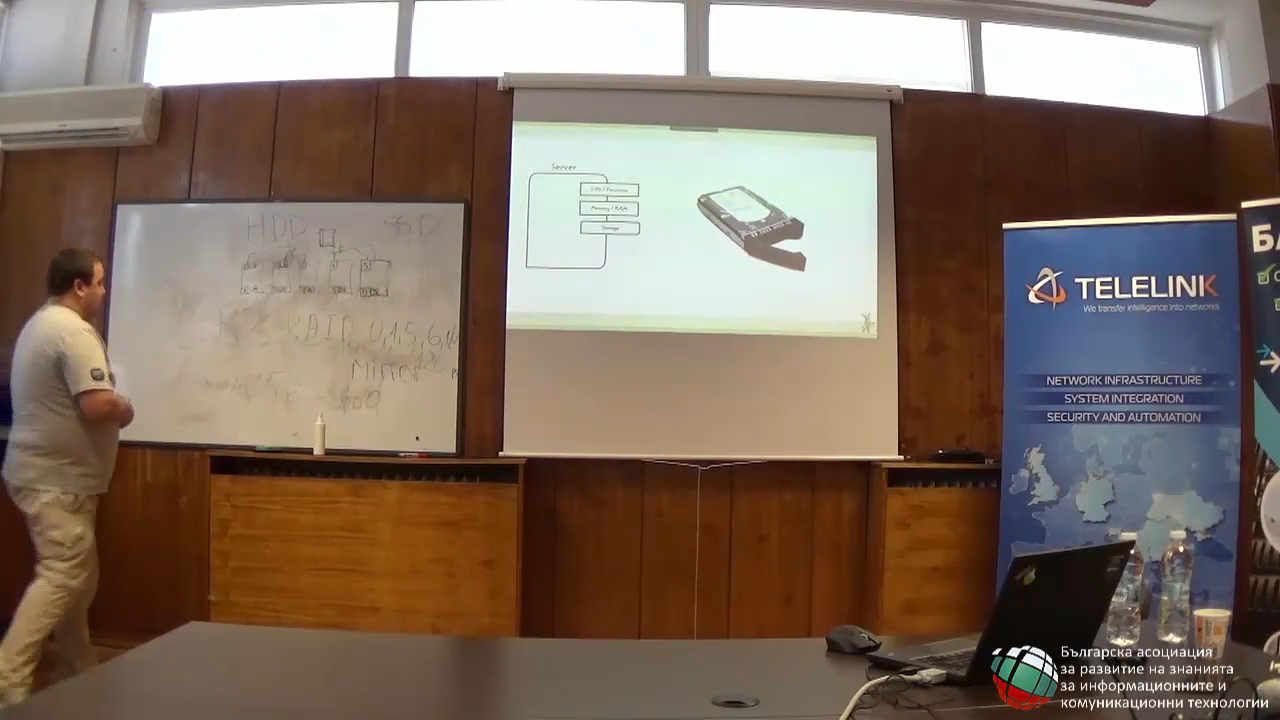 HDD SSD
RAID 0,1,5,6,10
Mirror
Server
CPU / Processor
Memory / RAM
Storage
TELELINK
We transfer intelligence into networks
NETWORK INFRASTRUCTURE
SYSTEM INTEGRATION
SECURITY AND AUTOMATION
Българска асоциация
за развитие на знанията
за информационните и
комуникационни технологии